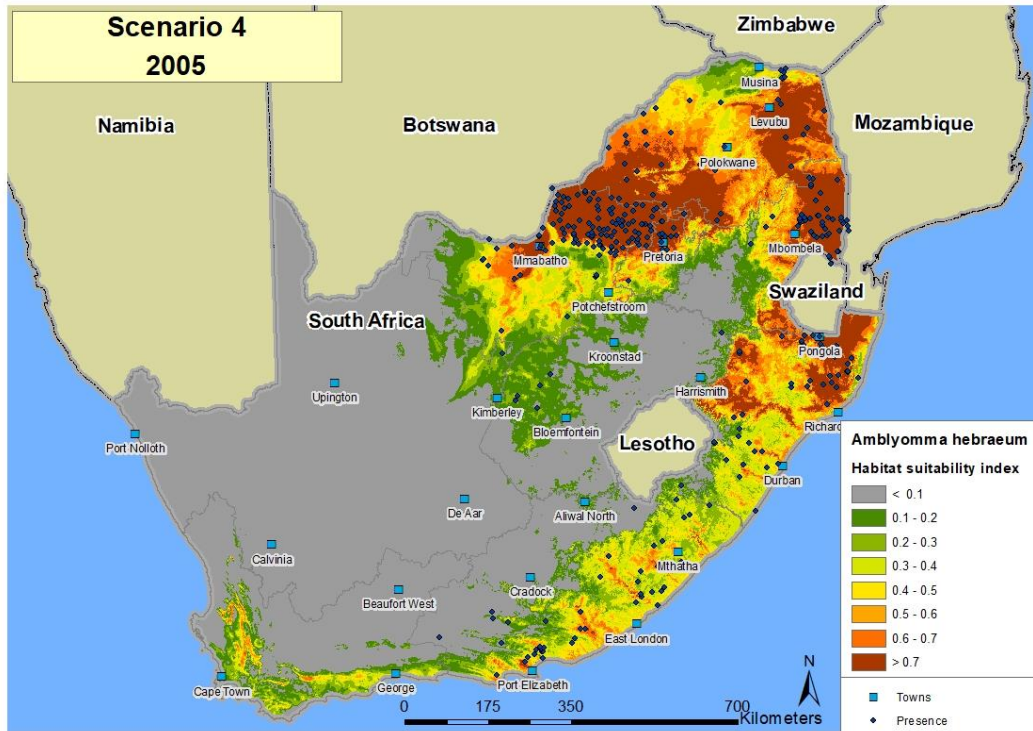 Scenario 4
2005
Zimbabwe
Namibia
Botswana
Mozambique
Musina
Levubu
Polokwane
Mmabatho
Pretoria
Mbombela
Swaziland
Potchefstroom
South Africa
Pongola
Kroonstad
Upington
Harrismith
Kimberley
Bloemfontein
Richard
Port Nolloth
Lesotho
Durban
De Aar
Aliwal North
Calvinia
Mthatha
Cradock
Beaufort West
East London
Cape Town
George
Port Elizabeth
N
0 175 350 700
Kilometers
Amblyomma hebraeum
Habitat suitability index
< 0.1
0.1 - 0.2
0.2 - 0.3
0.3 - 0.4
0.4 - 0.5
0.5 - 0.6
0.6 - 0.7
> 0.7
Towns
Presence